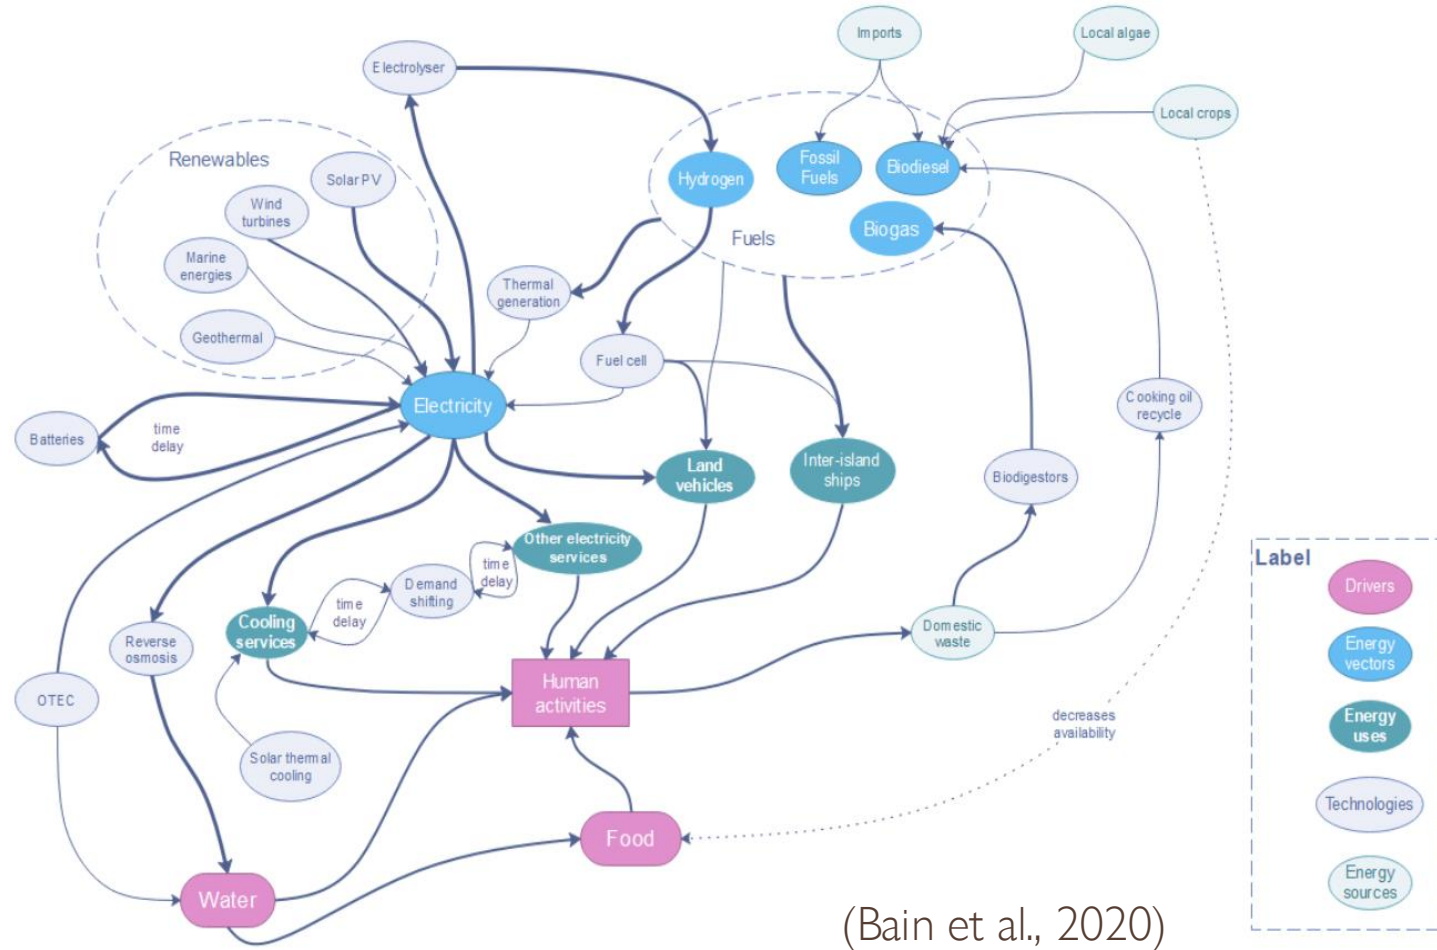 Imports
Local algae
Electrolyser
Local crops
Renewables
Solar PV
Hydrogen
Fossil
Fuels
Biodiesel
Wind
turbines
Biogas
Fuels
Marine
energies
Thermal
generation
Geothermal
Fuel cell
Electricity
Cooking oil
recycle
Batteries
time
delay
Land
vehicles
Inter-island
ships
Biodigestors
Other electricity
services
time
delay
Demand
shifting
time
delay
Cooling
services
Reverse
osmosis
Domestic
waste
OTEC
Human
activities
decreases
availability
Solar thermal
cooling
Food
Water
Label
Drivers
Energy
vectors
Energy
uses
Technologies
Energy
sources
(Bain et al., 2020)